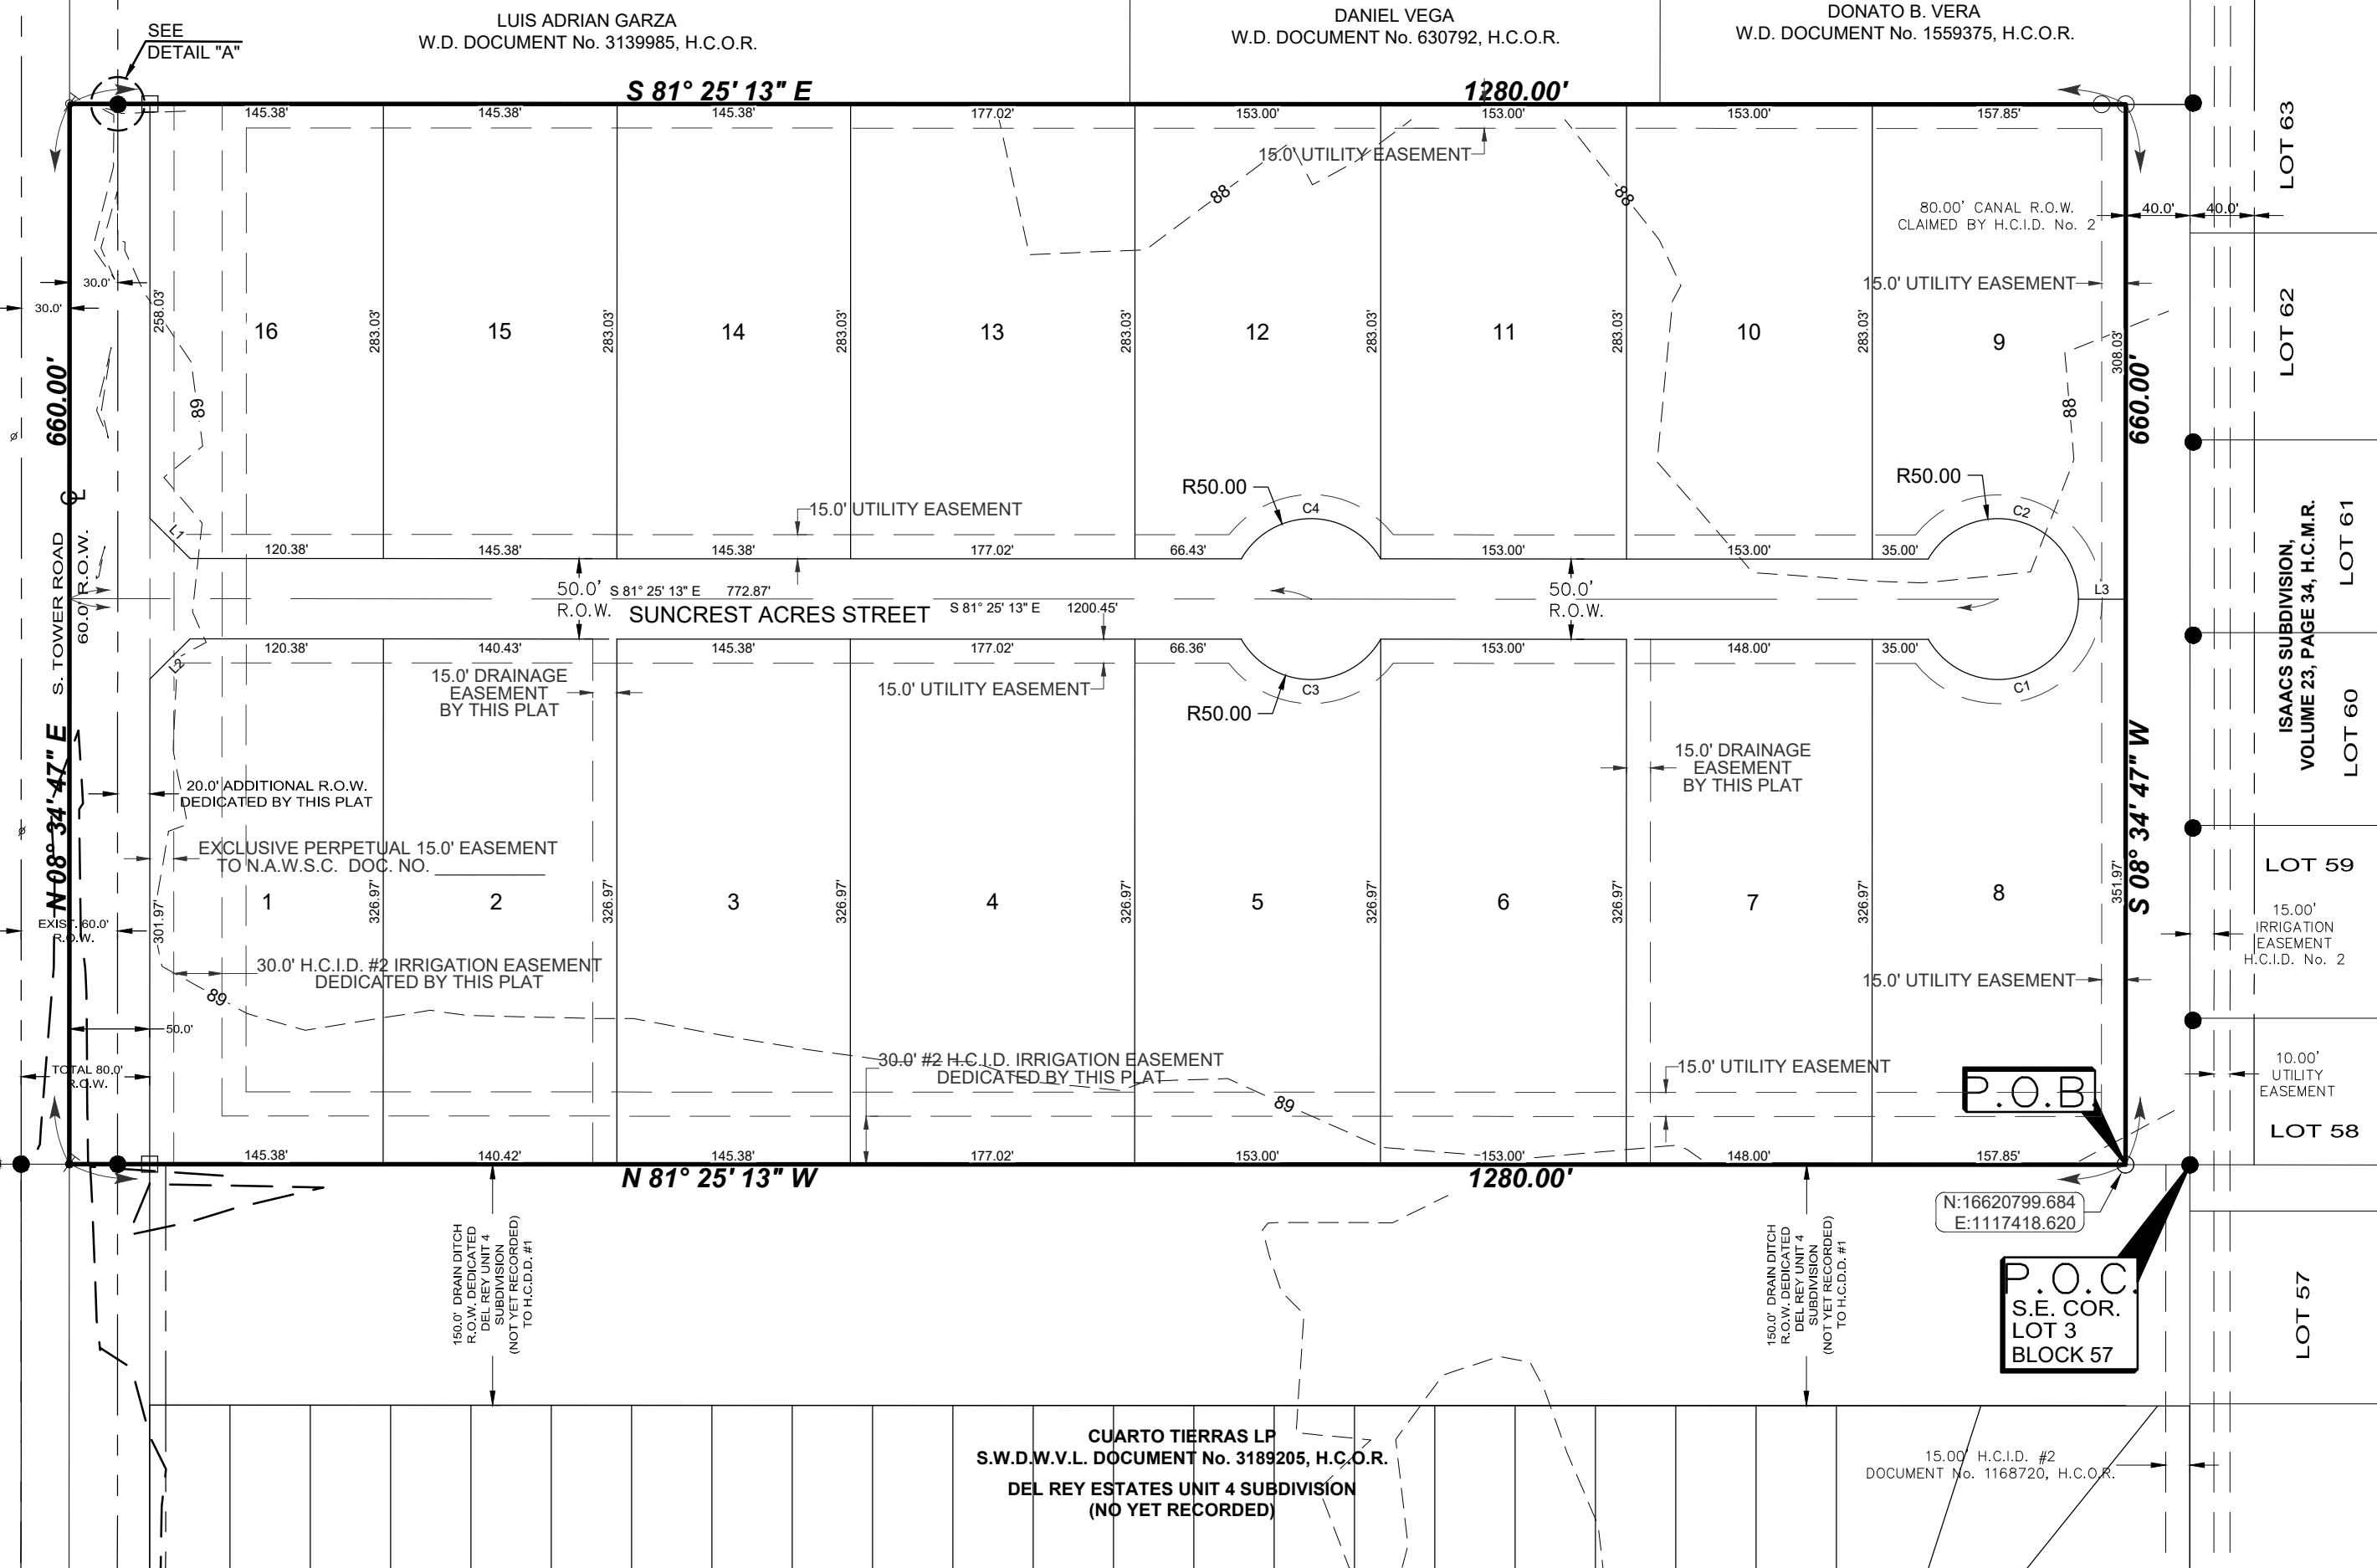 SEE
DETAIL "A"
LUIS ADRIAN GARZA
W.D. DOCUMENT No. 3139985, H.C.O.R.
DANIEL VEGA
W.D. DOCUMENT No. 630792, H.C.O.R.
DONATO B. VERA
W.D. DOCUMENT No. 1559375, H.C.O.R.
S 81° 25' 13" E
1280.00'
145.38'
145.38'
145.38'
177.02'
153.00'
153.00'
153.00'
157.85'
15.0' UTILITY EASEMENT
88
88
80.00' CANAL R.O.W.
CLAIMED BY H.C.I.D. No. 2
40.0'
40.0'
LOT 63
30.0'
30.0'
15.0' UTILITY EASEMENT
LOT 62
258.03'
16
283.03'
15
283.03'
14
283.03'
13
283.03'
12
283.03'
11
283.03'
10
283.03'
9
308.03'
660.00'
660.00'
89
88
S. TOWER ROAD
60.0' R.O.W.
R50.00
R50.00
C4
C2
L1
15.0' UTILITY EASEMENT
120.38'
145.38'
145.38'
177.02'
66.43'
153.00'
153.00'
35.00'
ISAACS SUBDIVISION,
VOLUME 23, PAGE 34, H.C.M.R.
LOT 61
50.0'
R.O.W.
S 81° 25' 13" E 772.87'
SUNCREST ACRES STREET
S 81° 25' 13" E 1200.45'
50.0'
R.O.W.
L3
L2
120.38'
140.43'
145.38'
177.02'
66.36'
153.00'
148.00'
35.00'
15.0' DRAINAGE
EASEMENT
BY THIS PLAT
15.0' UTILITY EASEMENT
C3
C1
R50.00
LOT 60
15.0' DRAINAGE
EASEMENT
BY THIS PLAT
N 08° 34' 47" E
S 08° 34' 47" W
20.0' ADDITIONAL R.O.W.
DEDICATED BY THIS PLAT
EXCLUSIVE PERPETUAL 15.0' EASEMENT
TO N.A.W.S.C. DOC. NO. ___________
LOT 59
301.97'
1
326.97'
2
326.97'
3
326.97'
4
326.97'
5
326.97'
6
326.97'
7
326.97'
8
351.97'
EXIST. 60.0'
R.O.W.
15.00'
IRRIGATION
EASEMENT
H.C.I.D. No. 2
30.0' H.C.I.D. #2 IRRIGATION EASEMENT
DEDICATED BY THIS PLAT
15.0' UTILITY EASEMENT
89
50.0'
30.0' #2 H.C.I.D. IRRIGATION EASEMENT
DEDICATED BY THIS PLAT
15.0' UTILITY EASEMENT
TOTAL 80.0'
R.O.W.
89
P.O.B.
10.00'
UTILITY
EASEMENT
LOT 58
145.38'
140.42'
145.38'
177.02'
153.00'
153.00'
148.00'
157.85'
N 81° 25' 13" W
1280.00'
N:16620799.684
E:1117418.620
150.0' DRAIN DITCH
R.O.W. DEDICATED
DEL REY UNIT 4
SUBDIVISION
(NOT YET RECORDED)
TO H.C.D.D. #1
150.0' DRAIN DITCH
R.O.W. DEDICATED
DEL REY UNIT 4
SUBDIVISION
(NOT YET RECORDED)
TO H.C.D.D. #1
P.O.C.
S.E. COR.
LOT 3
BLOCK 57
LOT 57
CUARTO TIERRAS LP
S.W.D.W.V.L. DOCUMENT No. 3189205, H.C.O.R.
DEL REY ESTATES UNIT 4 SUBDIVISION
(NO YET RECORDED)
15.00' H.C.I.D. #2
DOCUMENT No. 1168720, H.C.O.R.